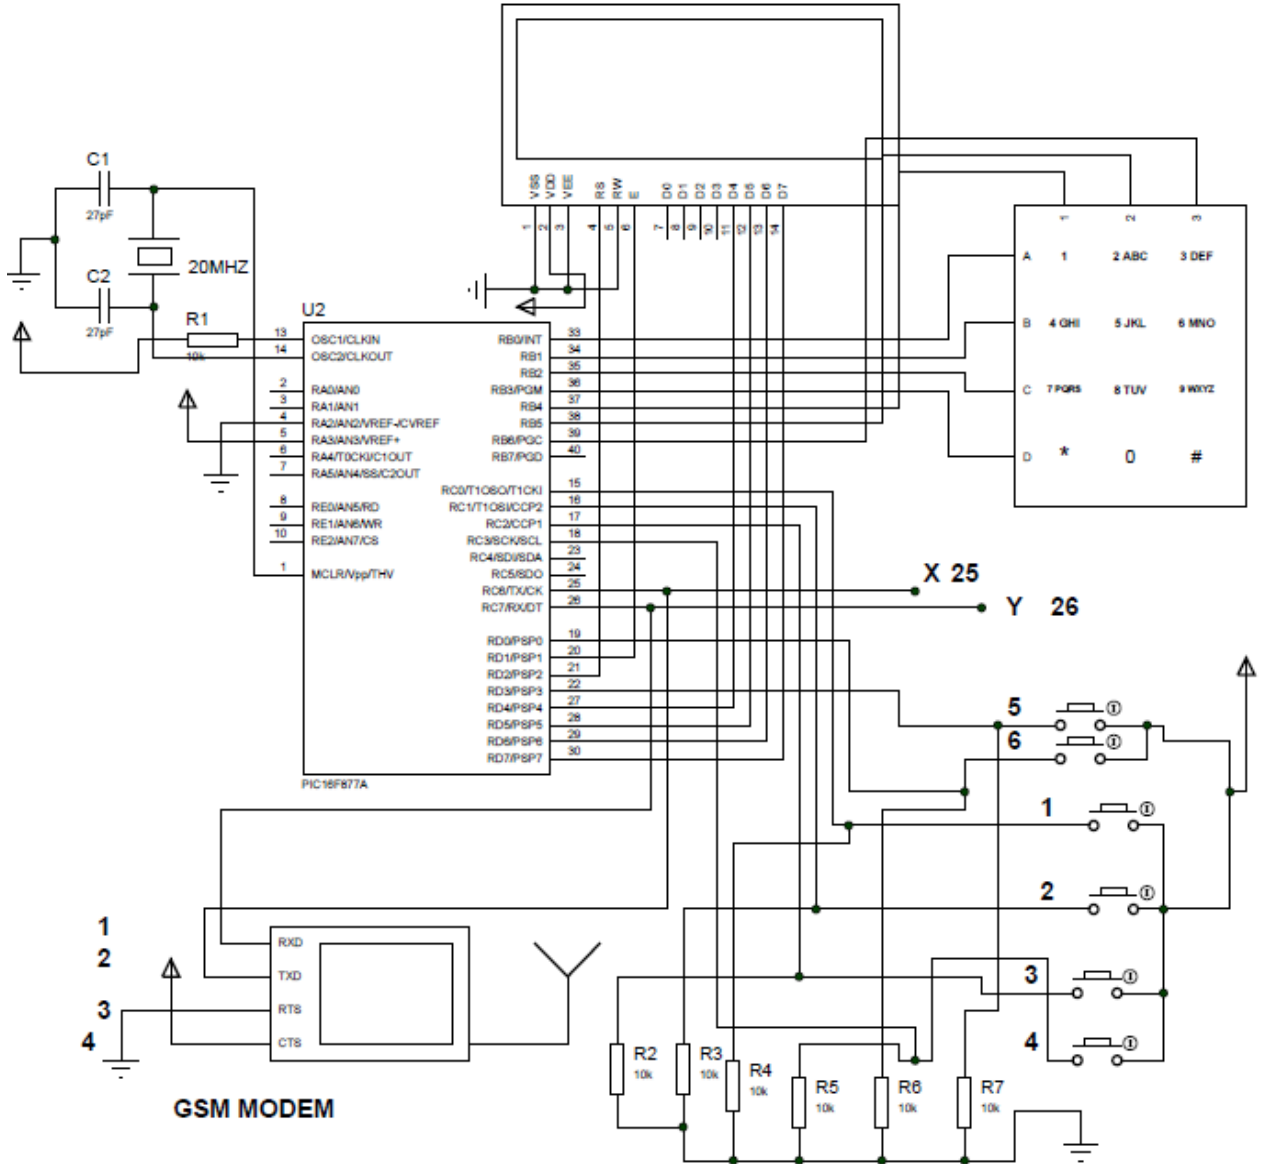 VSS
VDD
VEE
RS
RW
E
D0
D1
D2
D3
D4
D5
D6
D7
1
2
3
4
5
6
7
8
9
10
11
12
13
14
C1
27pF
20MHZ
C2
27pF
R1
10k
U2
13 OSC1/CLKIN
14 OSC2/CLKOUT
2 RA0/AN0
3 RA1/AN1
4 RA2/AN2/VREF-/CVREF
5 RA3/AN3/VREF+
6 RA4/T0CKI/C1OUT
7 RA5/AN4/SS/C2OUT
8 RE0/AN5/RD
9 RE1/AN6/WR
10 RE2/AN7/CS
1 MCLR/Vpp/THV
RB0/INT 33
RB1 34
RB2 35
RB3/PGM 36
RB4 37
RB5 38
RB6/PGC 39
RB7/PGD 40
RC0/T1OSO/T1CKI 15
RC1/T1OSI/CCP2 16
RC2/CCP1 17
RC3/SCK/SCL 18
RC4/SDI/SDA 23
RC5/SDO 24
RC6/TX/CK 25
RC7/RX/DT 26
RD0/PSP0 19
RD1/PSP1 20
RD2/PSP2 21
RD3/PSP3 22
RD4/PSP4 27
RD5/PSP5 28
RD6/PSP6 29
RD7/PSP7 30
PIC16F877A
1 2 3
A 1 2 ABC 3 DEF
B 4 GHI 5 JKL 6 MNO
C 7 PQRS 8 TUV 9 WXYZ
D * 0 #
X 25
Y 26
5
6
1
2
3
4
1
2
3
4
RXD
TXD
RTS
CTS
GSM MODEM
R2
10k
R3
10k
R4
10k
R5
10k
R6
10k
R7
10k